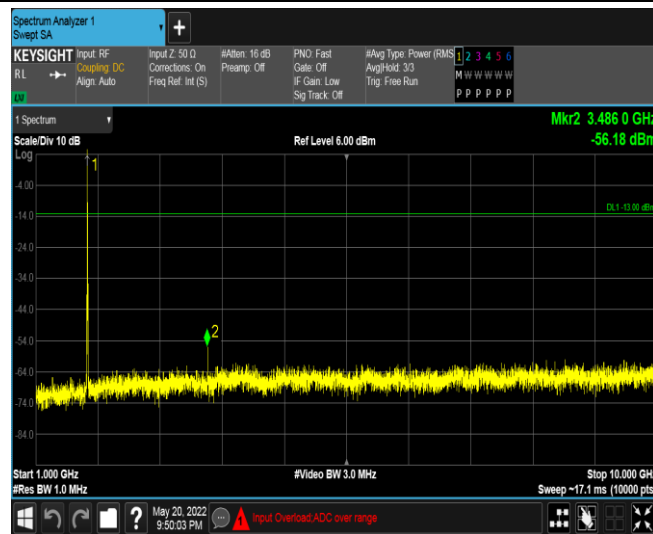 Spectrum Analyzer 1
Swept SA
+
KEYSIGHT Input: RF Input Z: 50 Ω #Atten: 16 dB PNO: Fast #Avg Type: Power (RMS 1 2 3 4 5 6
RL Coupling: DC Corrections: On Preamp: Off Gate: Off Avg|Hold: 3/3 M W W W W W
Align: Auto Freq Ref: Int (S) IF Gain: Low Trig: Free Run
Sig Track: Off P P P P P P
1 Spectrum
Mkr2 3.486 0 GHz
Scale/Div 10 dB Ref Level 6.00 dBm -56.18 dBm
Log
1
-4.00
DL1 -13.00 dBm
-14.0
-24.0
-34.0
-44.0
2
-54.0
-64.0
-74.0
-84.0
Start 1.000 GHz #Video BW 3.0 MHz Stop 10.000 GHz
#Res BW 1.0 MHz Sweep ~17.1 ms (10000 pts
? May 20, 2022
9:50:03 PM
Input Overload;ADC over range